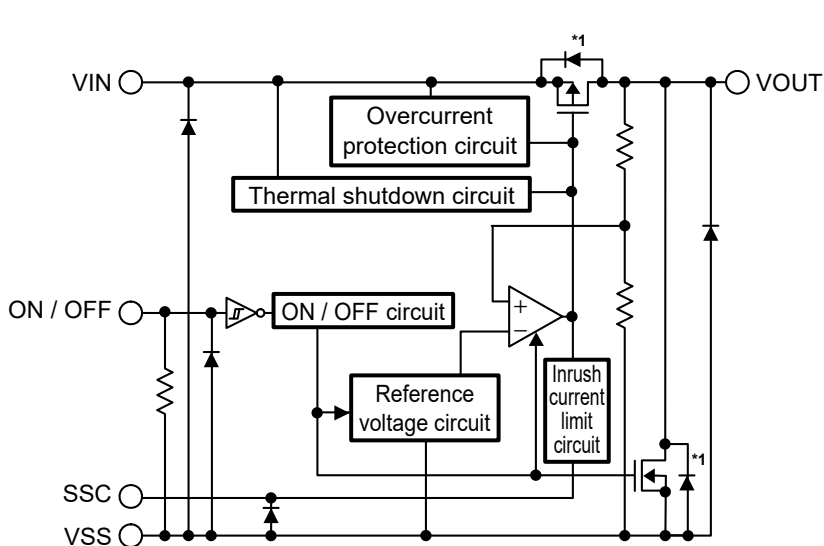 *1
VIN
VOUT
Overcurrent
protection circuit
Thermal shutdown circuit
ON / OFF
ON / OFF circuit
+
−
Reference
voltage circuit
Inrush
current
limit
circuit
*1
SSC
VSS